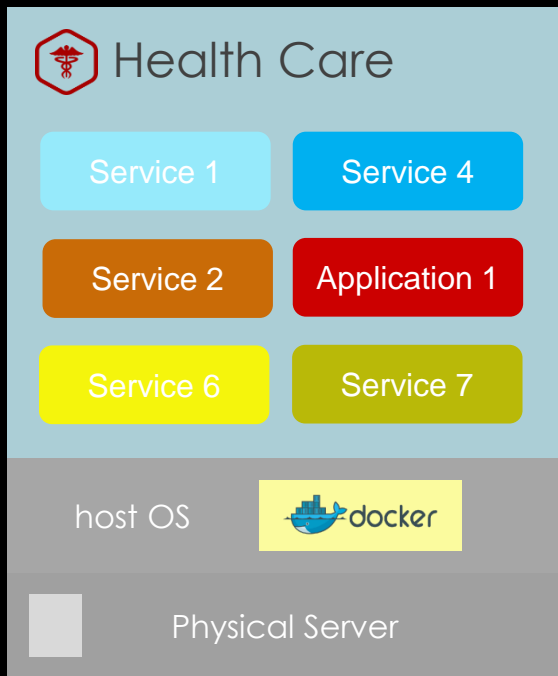 Health Care
Service 1
Service 4
Service 2
Application 1
Service 6
Service 7
host OS
docker
Physical Server